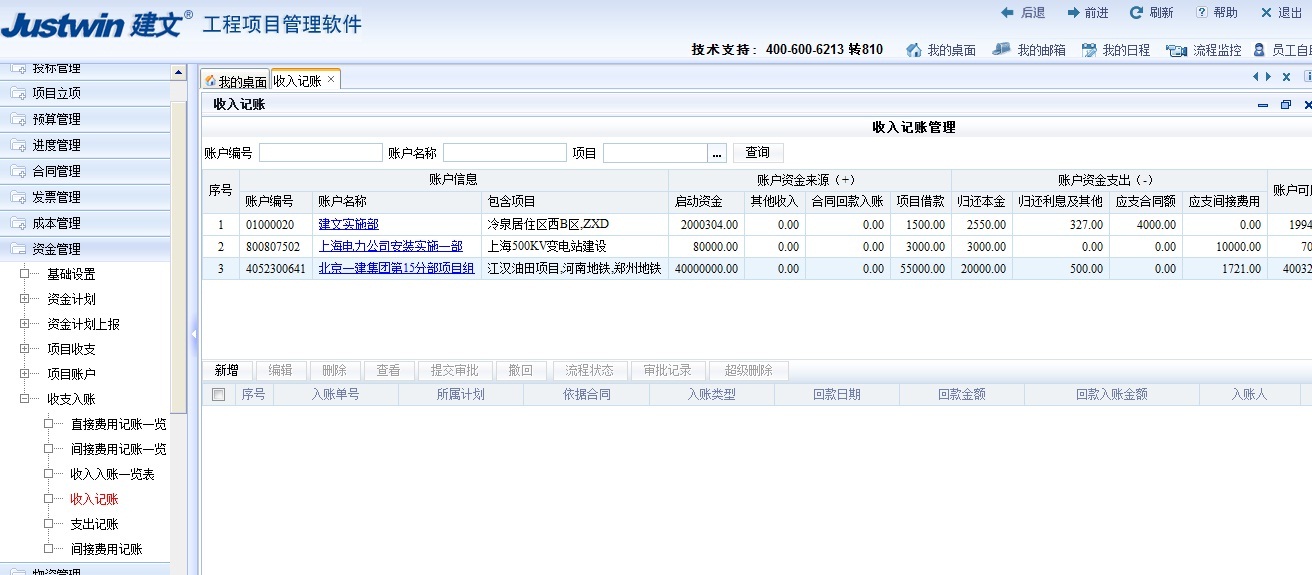 Justwin 建文® 工程项目管理软件
后退 前进 刷新 帮助 退出
技术支持：400-600-6213 转810 我的桌面 我的邮箱 我的日程 流程监控 员工自
投标管理
项目立项
预算管理
进度管理
合同管理
发票管理
成本管理
资金管理
基础设置
资金计划
资金计划上报
项目收支
项目账户
收支入账
直接费用记账一览
间接费用记账一览
收入入账一览表
收入记账
支出记账
间接费用记账
物资管理
我的桌面 收入记账 ×
收入记账
收入记账管理
账户编号 账户名称 项目 ... 查询
序号 账户信息 账户资金来源（+） 账户资金支出（-） 账户可
账户编号 账户名称 包含项目 启动资金 其他收入 合同回款入账 项目借款 归还本金 归还利息及其他 应支合同额 应支间接费用
1 01000020 建文实施部 冷泉居住区西B区,ZXD 2000304.00 0.00 0.00 1500.00 2550.00 327.00 4000.00 0.00 1994
2 800807502 上海电力公司安装实施一部 上海500KV变电站建设 80000.00 0.00 0.00 3000.00 3000.00 0.00 0.00 10000.00 70
3 4052300641 北京一建集团第15分部项目组 江汉油田项目,河南地铁,郑州地铁 40000000.00 0.00 0.00 55000.00 20000.00 500.00 0.00 1721.00 40032
新增 编辑 删除 查看 提交审批 撤回 流程状态 审批记录 超级删除
序号 入账单号 所属计划 依据合同 入账类型 回款日期 回款金额 回款入账金额 入账人